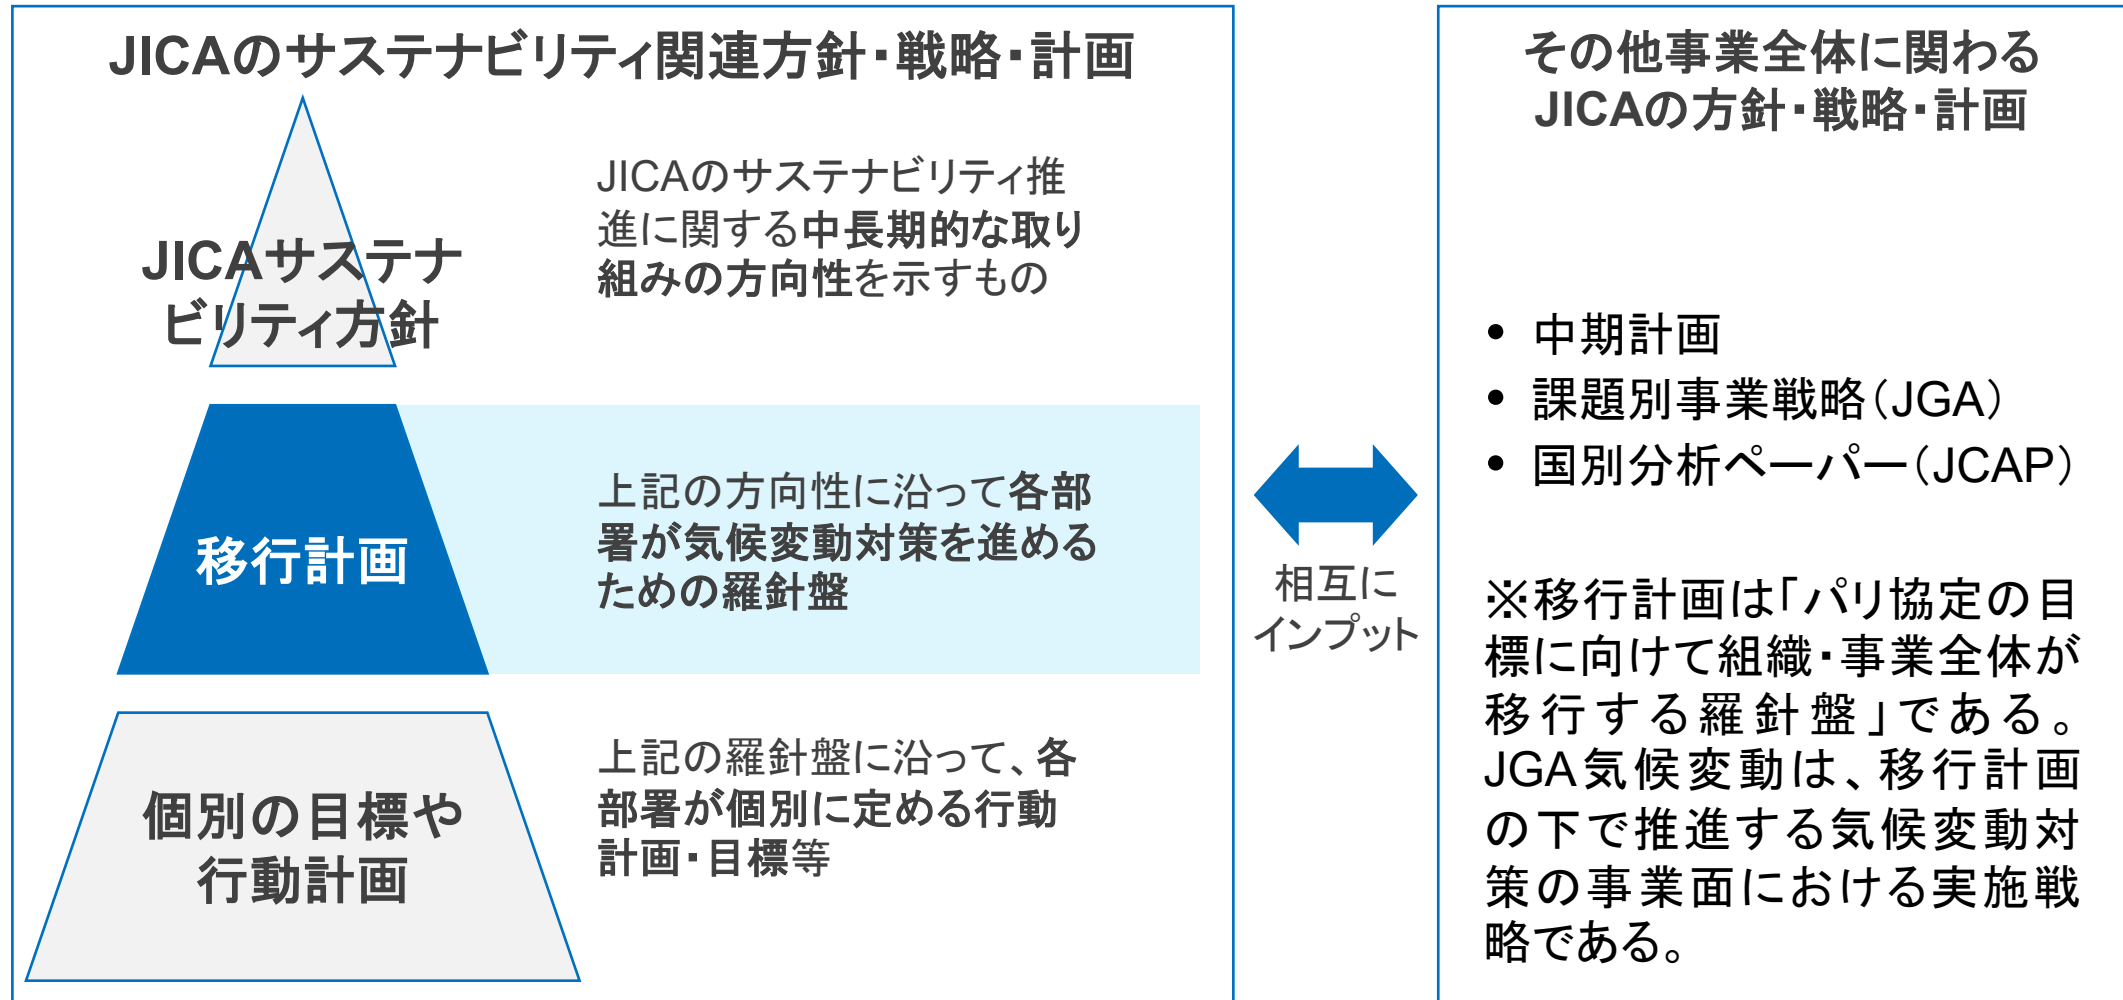 JICAのサステナビリティ関連方針・戦略・計画
JICAサステナ
ビリティ方針
JICAのサステナビリティ推
進に関する中長期的な取り
組みの方向性を示すもの
移行計画
上記の方向性に沿って各部
署が気候変動対策を進める
ための羅針盤
個別の目標や
行動計画
上記の羅針盤に沿って、各
部署が個別に定める行動
計画・目標等
相互に
インプット
その他事業全体に関わる
JICAの方針・戦略・計画
• 中期計画
• 課題別事業戦略（JGA）
• 国別分析ペーパー（JCAP）
※移行計画は「パリ協定の目
標に向けて組織・事業全体が
移行する羅針盤」である。
JGA気候変動は、移行計画
の下で推進する気候変動対
策の事業面における実施戦
略である。